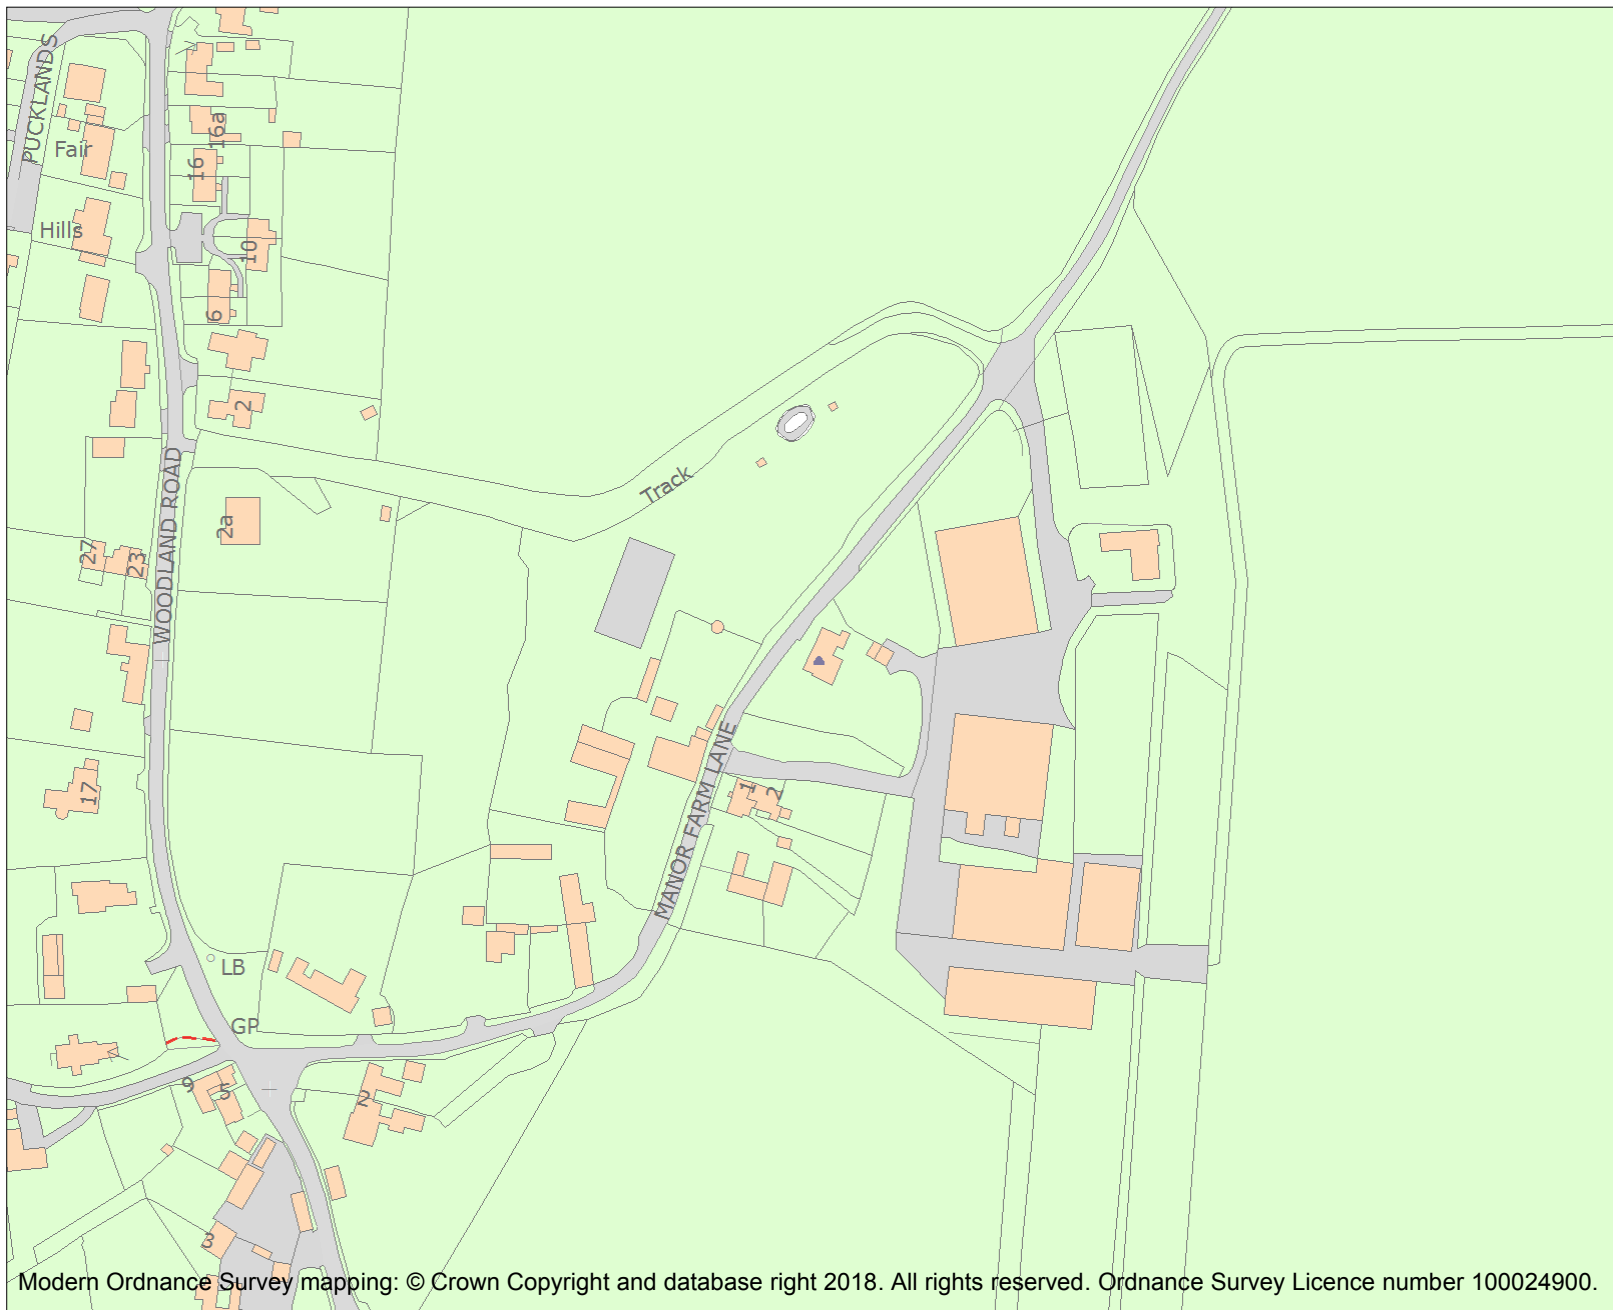 PUCKLANDS
16a
Fair
16
Hills
10
6
2
WOODLAND ROAD
Track
2a
27
23
17
1
2
MANOR FARM LANE
LB
GP
9
5
2
3
Modern Ordnance Survey mapping: © Crown Copyright and database right 2018. All rights reserved. Ordnance Survey Licence number 100024900.